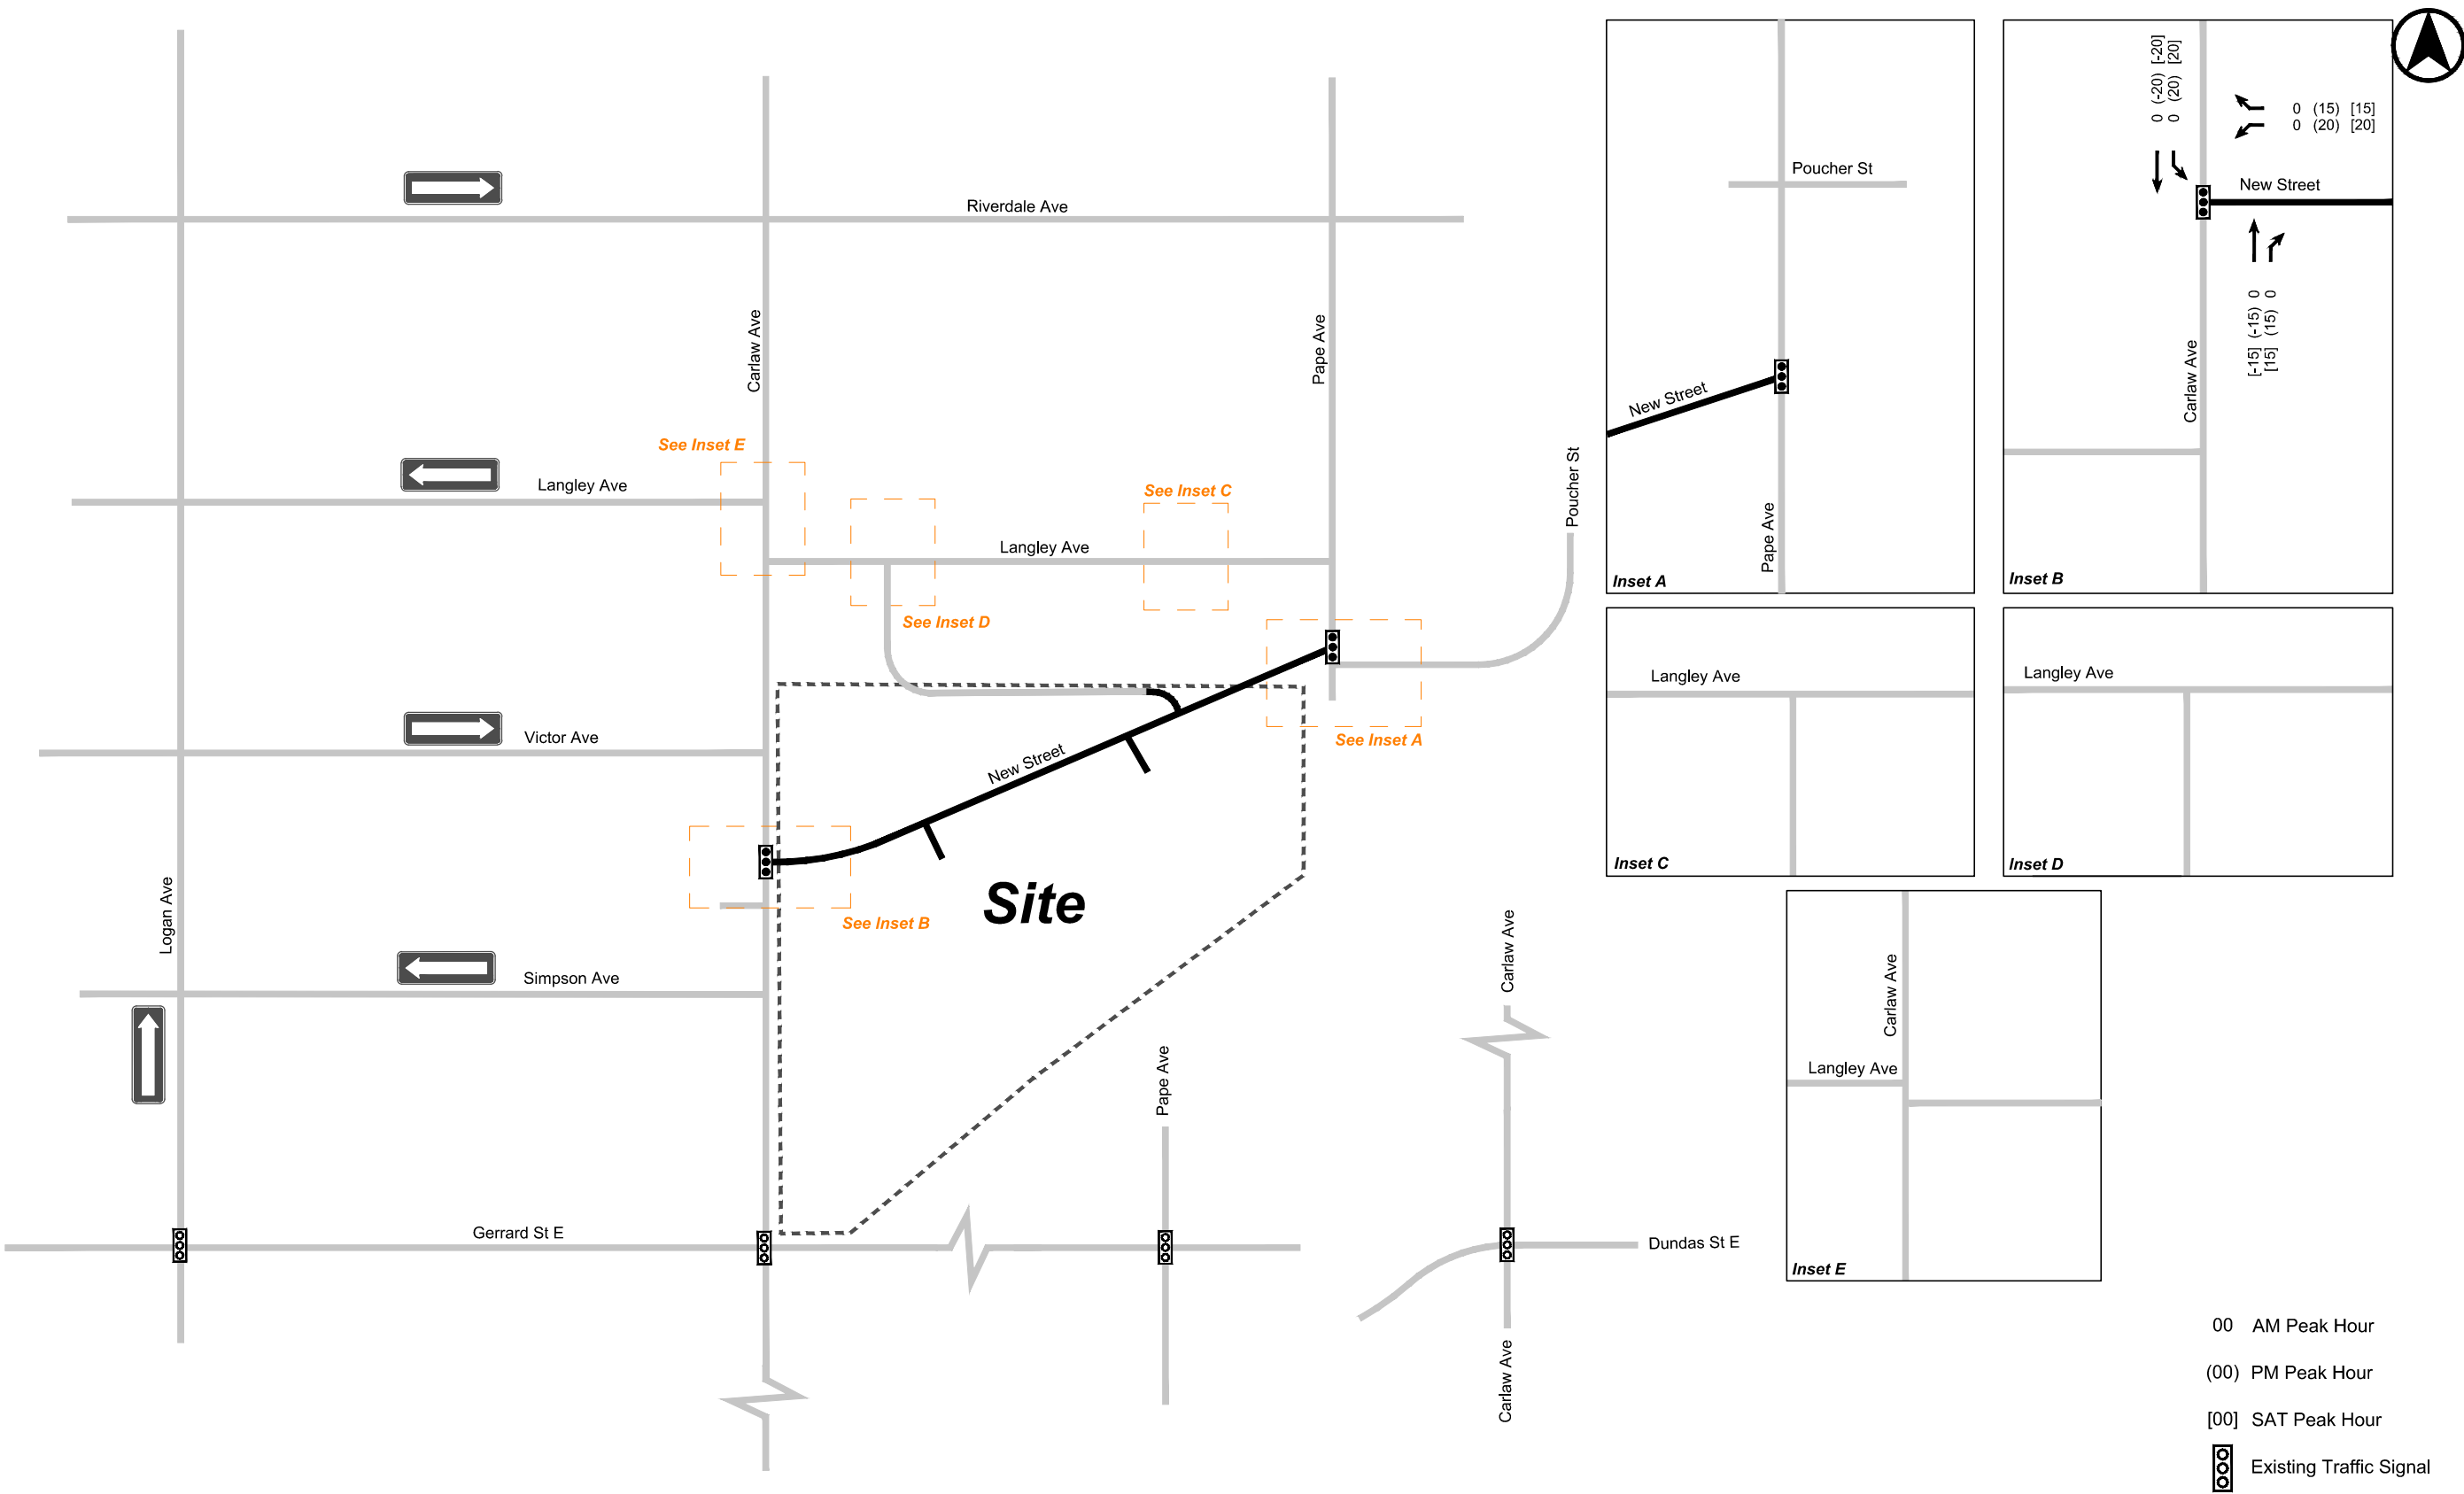 Riverdale Ave
Carlaw Ave
Pape Ave
See Inset E
Langley Ave
See Inset C
Langley Ave
Poucher St
See Inset D
See Inset A
Victor Ave
New Street
Site
See Inset B
Logan Ave
Simpson Ave
Carlaw Ave
Pape Ave
Gerrard St E
Dundas St E
Carlaw Ave
Poucher St
New Street
Pape Ave
Inset A
0 (-20) [-20]
0 (20) [20]
0 (15) [15]
0 (20) [20]
New Street
[-15] (-15) 0
[15] (15) 0
Carlaw Ave
Inset B
Langley Ave
Inset C
Langley Ave
Inset D
Carlaw Ave
Langley Ave
Inset E
00 AM Peak Hour
(00) PM Peak Hour
[00] SAT Peak Hour
Existing Traffic Signal